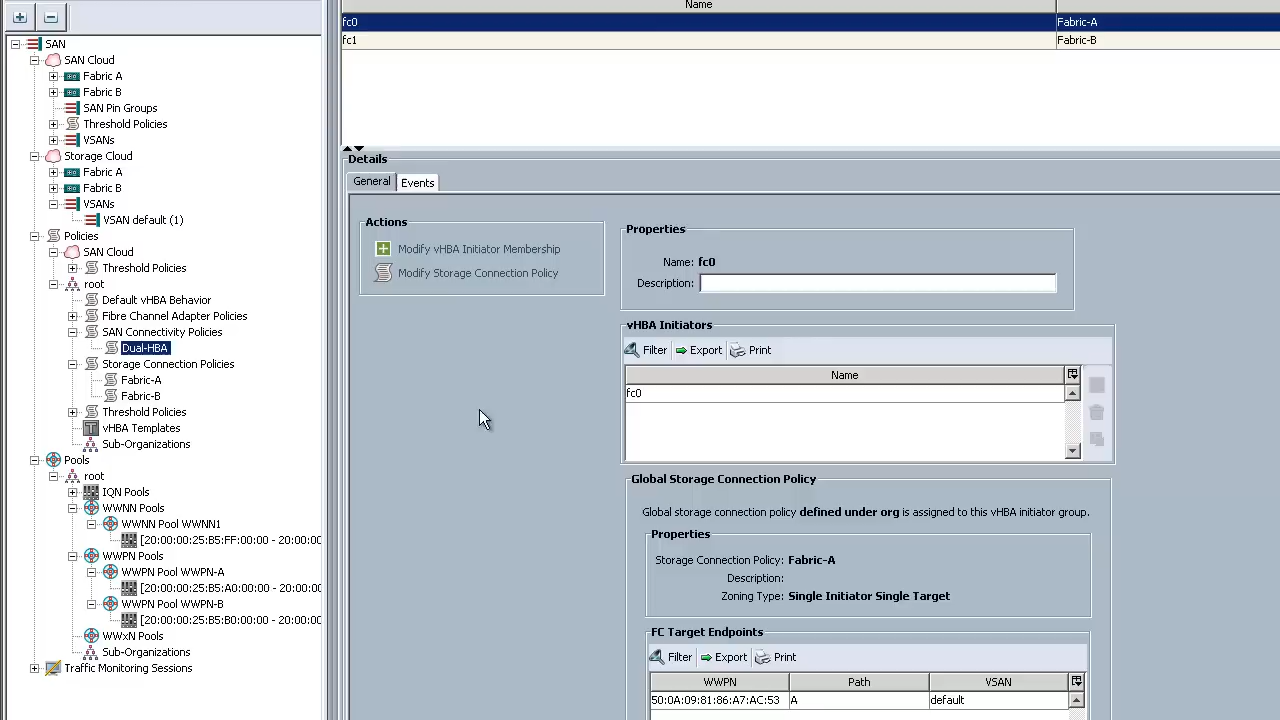 SAN
SAN Cloud
Fabric A
Fabric B
SAN Pin Groups
Threshold Policies
VSANs
Storage Cloud
Fabric A
Fabric B
VSANs
VSAN default (1)
Policies
SAN Cloud
Threshold Policies
root
Default vHBA Behavior
Fibre Channel Adapter Policies
SAN Connectivity Policies
Dual-HBA
Storage Connection Policies
Fabric-A
Fabric-B
Threshold Policies
vHBA Templates
Sub-Organizations
Pools
root
IQN Pools
WWNN Pools
WWNN Pool WWNN1
[20:00:00:25:B5:FF:00:00 - 20:00:00
WWPN Pools
WWPN Pool WWPN-A
[20:00:00:25:B5:A0:00:00 - 20:00:00
WWPN Pool WWPN-B
[20:00:00:25:B5:B0:00:00 - 20:00:00
WWxN Pools
Sub-Organizations
Traffic Monitoring Sessions
Name
fc0 Fabric-A
fc1 Fabric-B
Details
General Events
Actions
Modify vHBA Initiator Membership
Modify Storage Connection Policy
Properties
Name: fc0
Description:
vHBA Initiators
Filter Export Print
Name
fc0
Global Storage Connection Policy
Global storage connection policy defined under org is assigned to this vHBA initiator group.
Properties
Storage Connection Policy: Fabric-A
Description:
Zoning Type: Single Initiator Single Target
FC Target Endpoints
Filter Export Print
WWPN Path VSAN
50:0A:09:81:86:A7:AC:53 A default